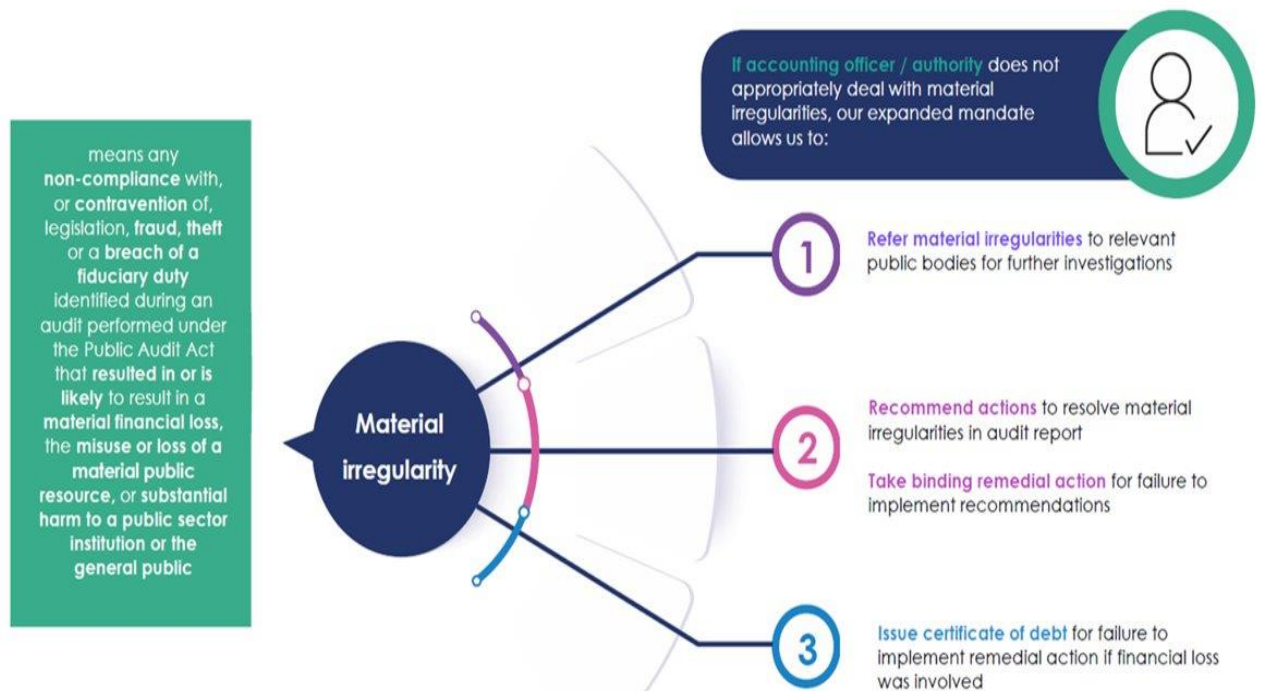 means any
non-compliance with,
or contravention of,
legislation, fraud, theft
or a breach of a
fiduciary duty
identified during an
audit performed under
the Public Audit Act
that resulted in or is
likely to result in a
material financial loss,
the misuse or loss of a
material public
resource, or substantial
harm to a public sector
institution or the
general public
Material
irregularity
If accounting officer / authority does not
appropriately deal with material
irregularities, our expanded mandate
allows us to:
1
Refer material irregularities to relevant
public bodies for further investigations
2
Recommend actions to resolve material
irregularities in audit report
Take binding remedial action for failure to
implement recommendations
3
Issue certificate of debt for failure to
implement remedial action if financial loss
was involved